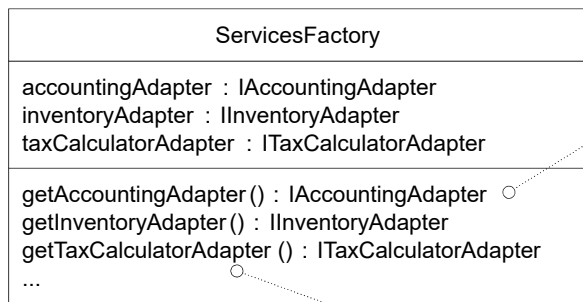 ServicesFactory
accountingAdapter : IAccountingAdapter
inventoryAdapter : IInventoryAdapter
taxCalculatorAdapter : ITaxCalculatorAdapter
getAccountingAdapter() : IAccountingAdapter
getInventoryAdapter() : IInventoryAdapter
getTaxCalculatorAdapter () : ITaxCalculatorAdapter
...